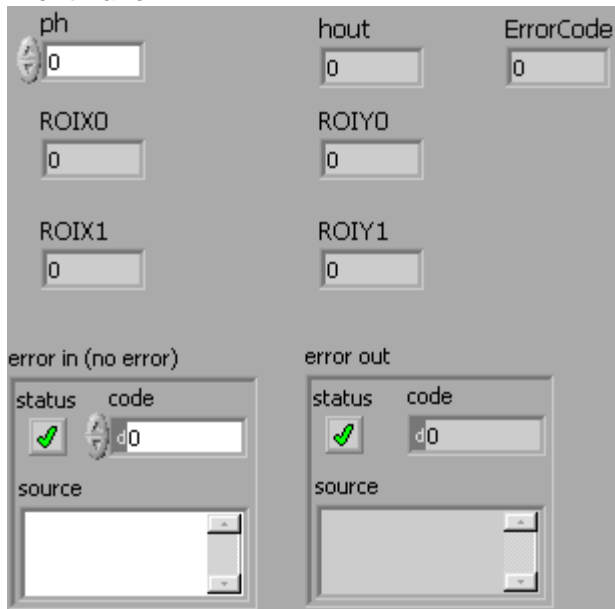 ph hout ErrorCode
0 0 0
ROIX0 ROIY0
0 0
ROIX1 ROIY1
0 0
error in (no error) error out
status code status code
d0 d0
source source